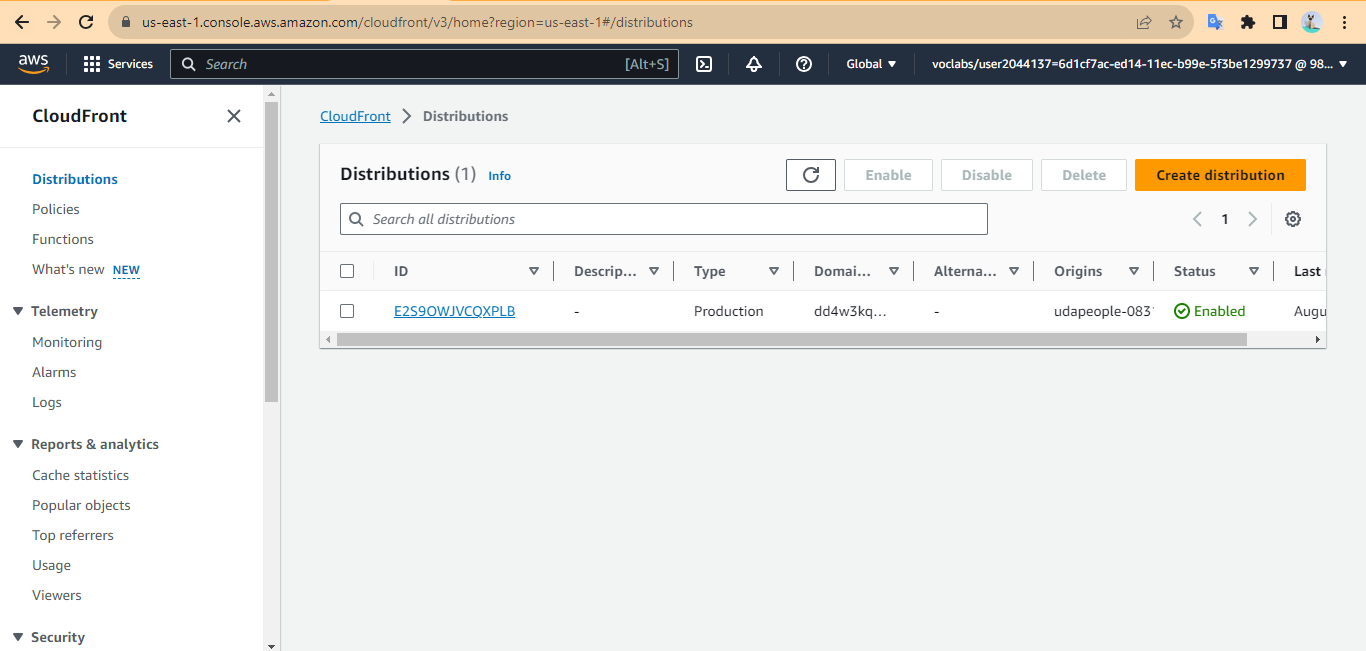 us-east-1.console.aws.amazon.com/cloudfront/v3/home?region=us-east-1#/distributions
aws Services Search [Alt+S] Global voclabs/user2044137=6d1cf7ac-ed14-11ec-b99e-5f3be1299737 @ 98...
CloudFront
Distributions
Policies
Functions
What's new NEW
Telemetry
Monitoring
Alarms
Logs
Reports & analytics
Cache statistics
Popular objects
Top referrers
Usage
Viewers
Security
CloudFront Distributions
Distributions (1) Info
Enable Disable Delete Create distribution
Search all distributions 1
ID Descrip... Type Domai... Alterna... Origins Status Last
E2S9OWJVCQXPLB - Production dd4w3kq... - udapeople-083 Enabled Augu